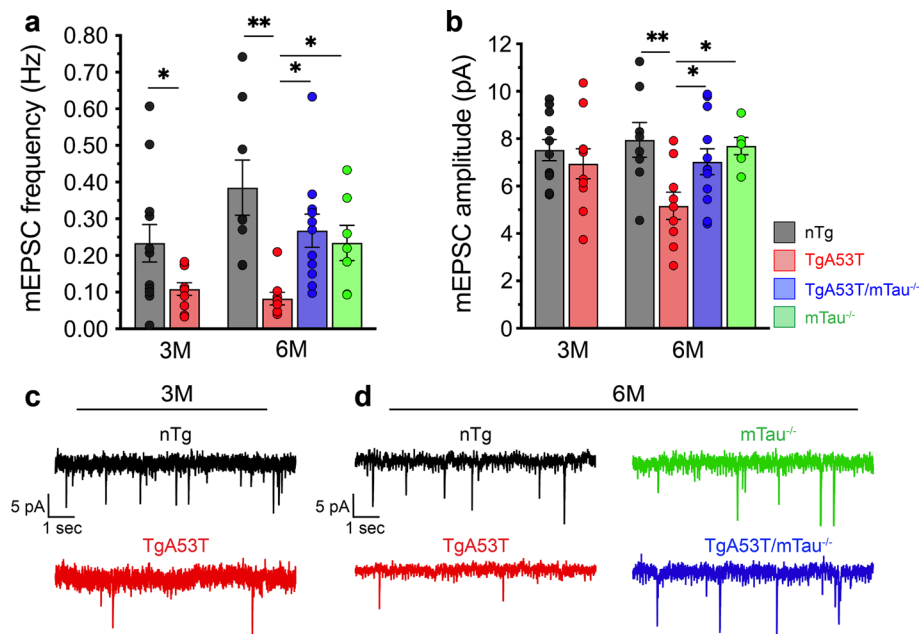 a
mEPSC frequency (Hz)
0.80
0.70
0.60
0.50
0.40
0.30
0.20
0.10
0.00
*
**
*
*
3M
6M
b
mEPSC amplitude (pA)
12
10
8
6
4
2
0
**
*
*
3M
6M
nTg
TgA53T
TgA53T/mTau-/-
mTau-/-
c
3M
nTg
5 pA
1 sec
TgA53T
d
6M
nTg
mTau-/-
5 pA
1 sec
TgA53T
TgA53T/mTau-/-